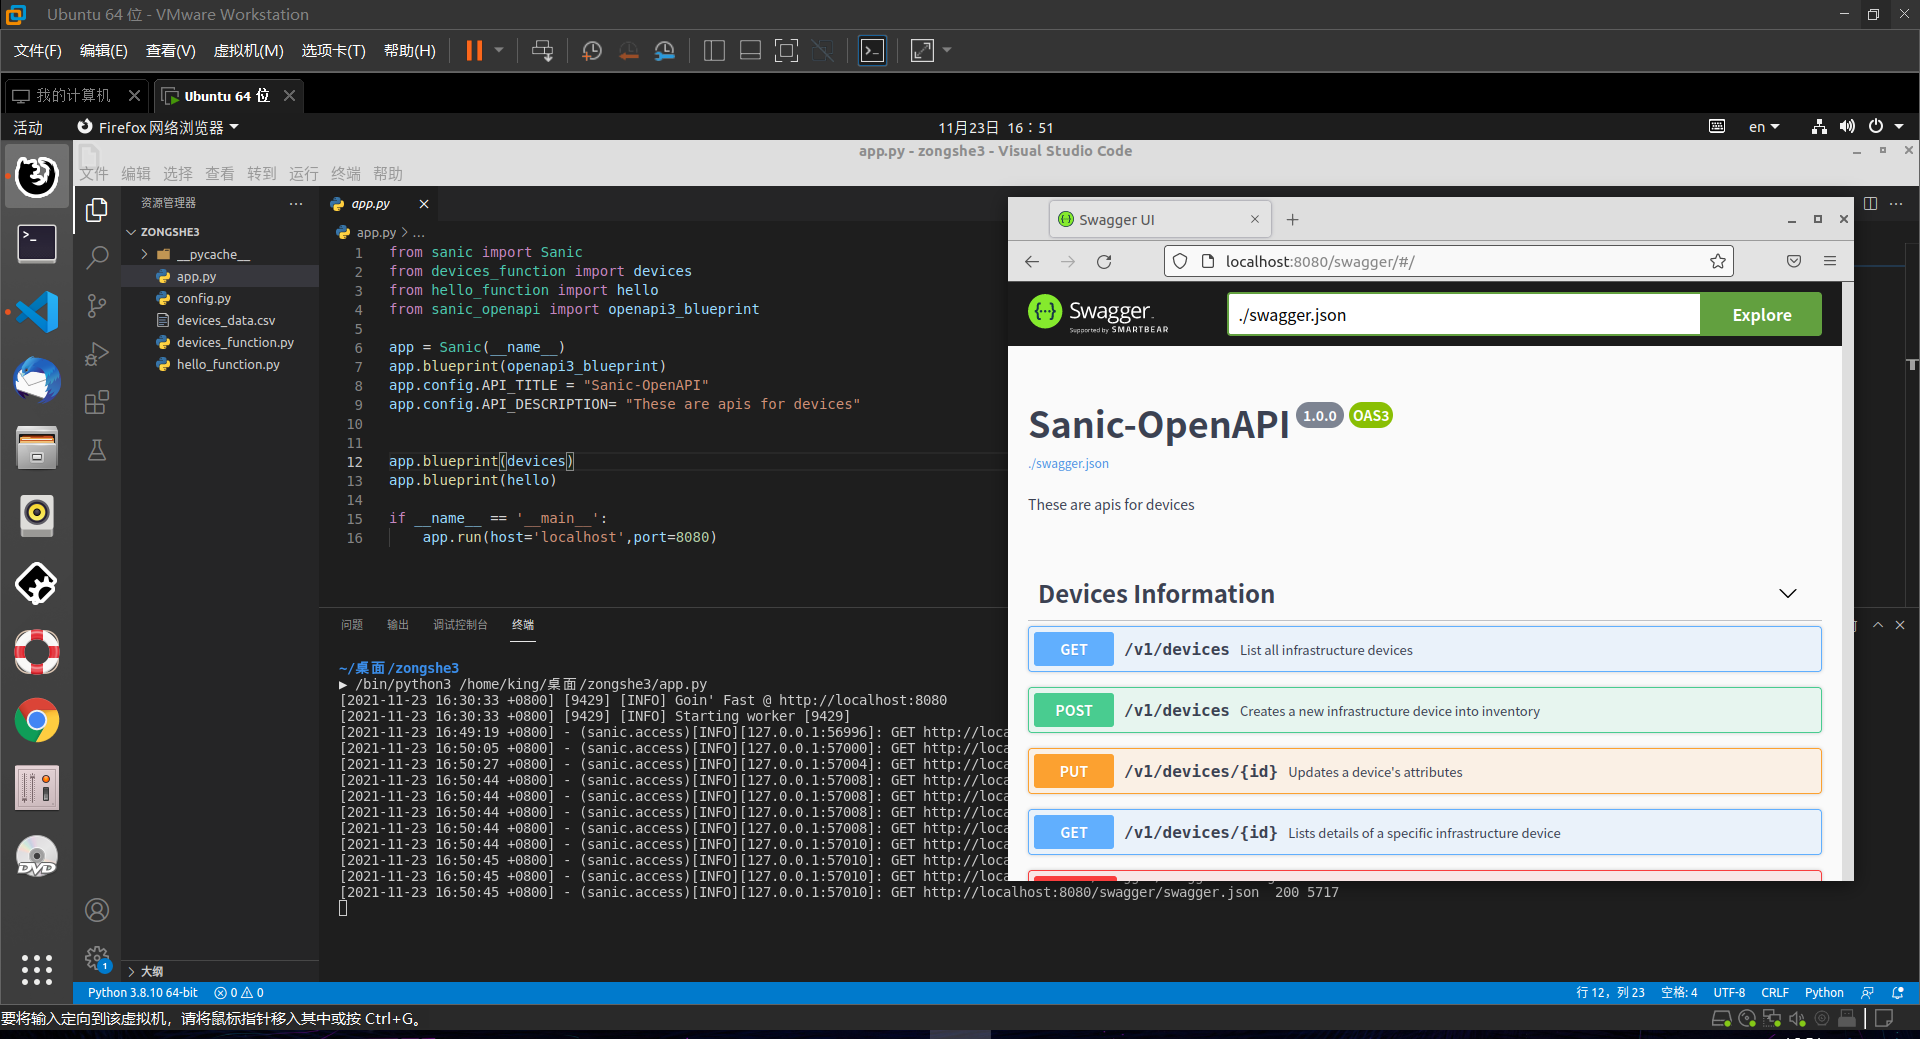 Ubuntu 64 位 - VMware Workstation
文件(F) 编辑(E) 查看(V) 虚拟机(M) 选项卡(T) 帮助(H)
我的计算机 Ubuntu 64 位
活动 Firefox 网络浏览器 11月23日 16：51 en
app.py - zongshe3 - Visual Studio Code
文件 编辑 选择 查看 转到 运行 终端 帮助
资源管理器
ZONGSHE3
__pycache__
app.py
config.py
devices_data.csv
devices_function.py
hello_function.py
大纲
app.py
app.py > ...
1 from sanic import Sanic
2 from devices_function import devices
3 from hello_function import hello
4 from sanic_openapi import openapi3_blueprint
5
6 app = Sanic(__name__)
7 app.blueprint(openapi3_blueprint)
8 app.config.API_TITLE = "Sanic-OpenAPI"
9 app.config.API_DESCRIPTION= "These are apis for devices"
10
11
12 app.blueprint(devices)
13 app.blueprint(hello)
14
15 if __name__ == '__main__':
16 app.run(host='localhost',port=8080)
问题 输出 调试控制台 终端
~/桌面/zongshe3
▶ /bin/python3 /home/king/桌面/zongshe3/app.py
[2021-11-23 16:30:33 +0800] [9429] [INFO] Goin' Fast @ http://localhost:8080
[2021-11-23 16:30:33 +0800] [9429] [INFO] Starting worker [9429]
[2021-11-23 16:49:19 +0800] - (sanic.access)[INFO][127.0.0.1:56996]: GET http://loca
[2021-11-23 16:50:05 +0800] - (sanic.access)[INFO][127.0.0.1:57000]: GET http://loca
[2021-11-23 16:50:27 +0800] - (sanic.access)[INFO][127.0.0.1:57004]: GET http://loca
[2021-11-23 16:50:44 +0800] - (sanic.access)[INFO][127.0.0.1:57008]: GET http://loca
[2021-11-23 16:50:44 +0800] - (sanic.access)[INFO][127.0.0.1:57008]: GET http://loca
[2021-11-23 16:50:44 +0800] - (sanic.access)[INFO][127.0.0.1:57008]: GET http://loca
[2021-11-23 16:50:44 +0800] - (sanic.access)[INFO][127.0.0.1:57008]: GET http://loca
[2021-11-23 16:50:44 +0800] - (sanic.access)[INFO][127.0.0.1:57010]: GET http://loca
[2021-11-23 16:50:45 +0800] - (sanic.access)[INFO][127.0.0.1:57010]: GET http://loca
[2021-11-23 16:50:45 +0800] - (sanic.access)[INFO][127.0.0.1:57010]: GET http://loca
[2021-11-23 16:50:45 +0800] - (sanic.access)[INFO][127.0.0.1:57010]: GET http://localhost:8080/swagger/swagger.json 200 5717
Swagger UI
localhost:8080/swagger/#/
Swagger
Supported by SMARTBEAR
./swagger.json Explore
Sanic-OpenAPI 1.0.0 OAS3
./swagger.json
These are apis for devices
Devices Information
GET /v1/devices List all infrastructure devices
POST /v1/devices Creates a new infrastructure device into inventory
PUT /v1/devices/{id} Updates a device's attributes
GET /v1/devices/{id} Lists details of a specific infrastructure device
DVD
1
Python 3.8.10 64-bit 0 0 行 12，列 23 空格: 4 UTF-8 CRLF Python
要将输入定向到该虚拟机，请将鼠标指针移入其中或按 Ctrl+G。